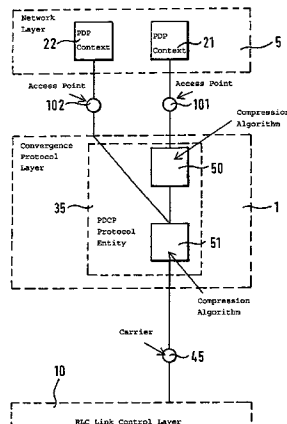 Network
Layer
PDP
Context
22
PDP
Context
21
5
Access Point
102
Access Point
101
Convergence
Protocol
Layer
Compression
Algorithm
50
35
1
PDCP
Protocol
Entity
51
Compression
Algorithm
Carrier
45
10
RLC Link Control Layer